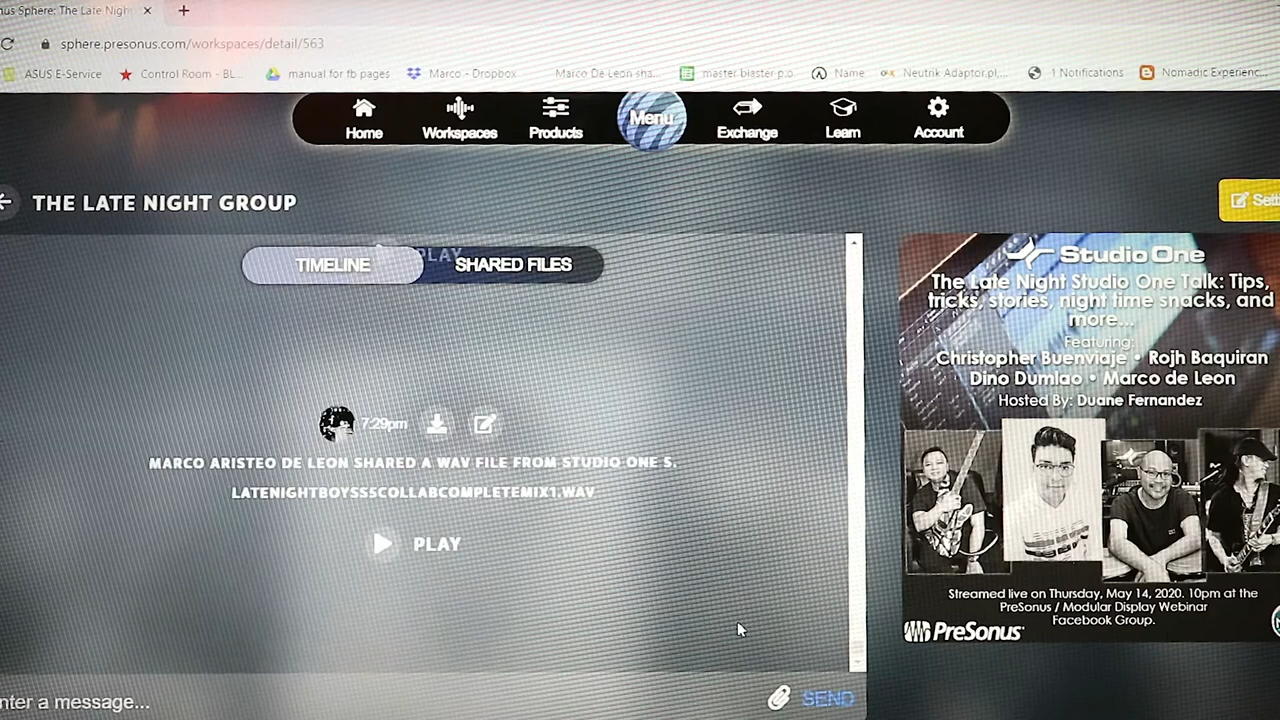 nus Sphere: The Late Nigh
sphere.presonus.com/workspaces/detail/563
ASUS E-Service
Control Room - BL...
manual for fb pages
Marco - Dropbox
Marco De Leon sha...
master blaster p.o.
Name
Neutrik Adaptor,pl,...
1 Notifications
Nomadic Experienc...
Home
Workspaces
Products
Menu
Exchange
Learn
Account
THE LATE NIGHT GROUP
Sett
PLAY
TIMELINE
SHARED FILES
7:29pm
MARCO ARISTEO DE LEON SHARED A WAV FILE FROM STUDIO ONE 5.
LATENIGHTBOYSSSCOLLABCOMPLETEMIX1.WAV
PLAY
nter a message...
SEND
Studio One
The Late Night Studio One Talk: Tips,
tricks, stories, night time snacks, and
more...
Featuring:
Christopher Buenviaje • Rojh Baquiran
Dino Dumlao • Marco de Leon
Hosted By: Duane Fernandez
Streamed live on Thursday, May 14, 2020. 10pm at the
PreSonus / Modular Display Webinar
Facebook Group.
PreSonus